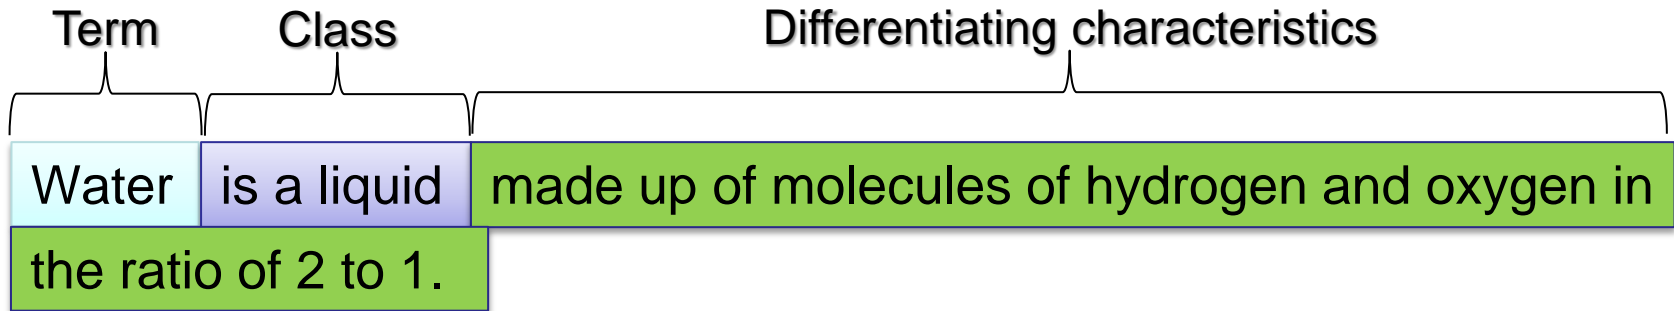 Term Class Differentiating characteristics
Water is a liquid made up of molecules of hydrogen and oxygen in
the ratio of 2 to 1.